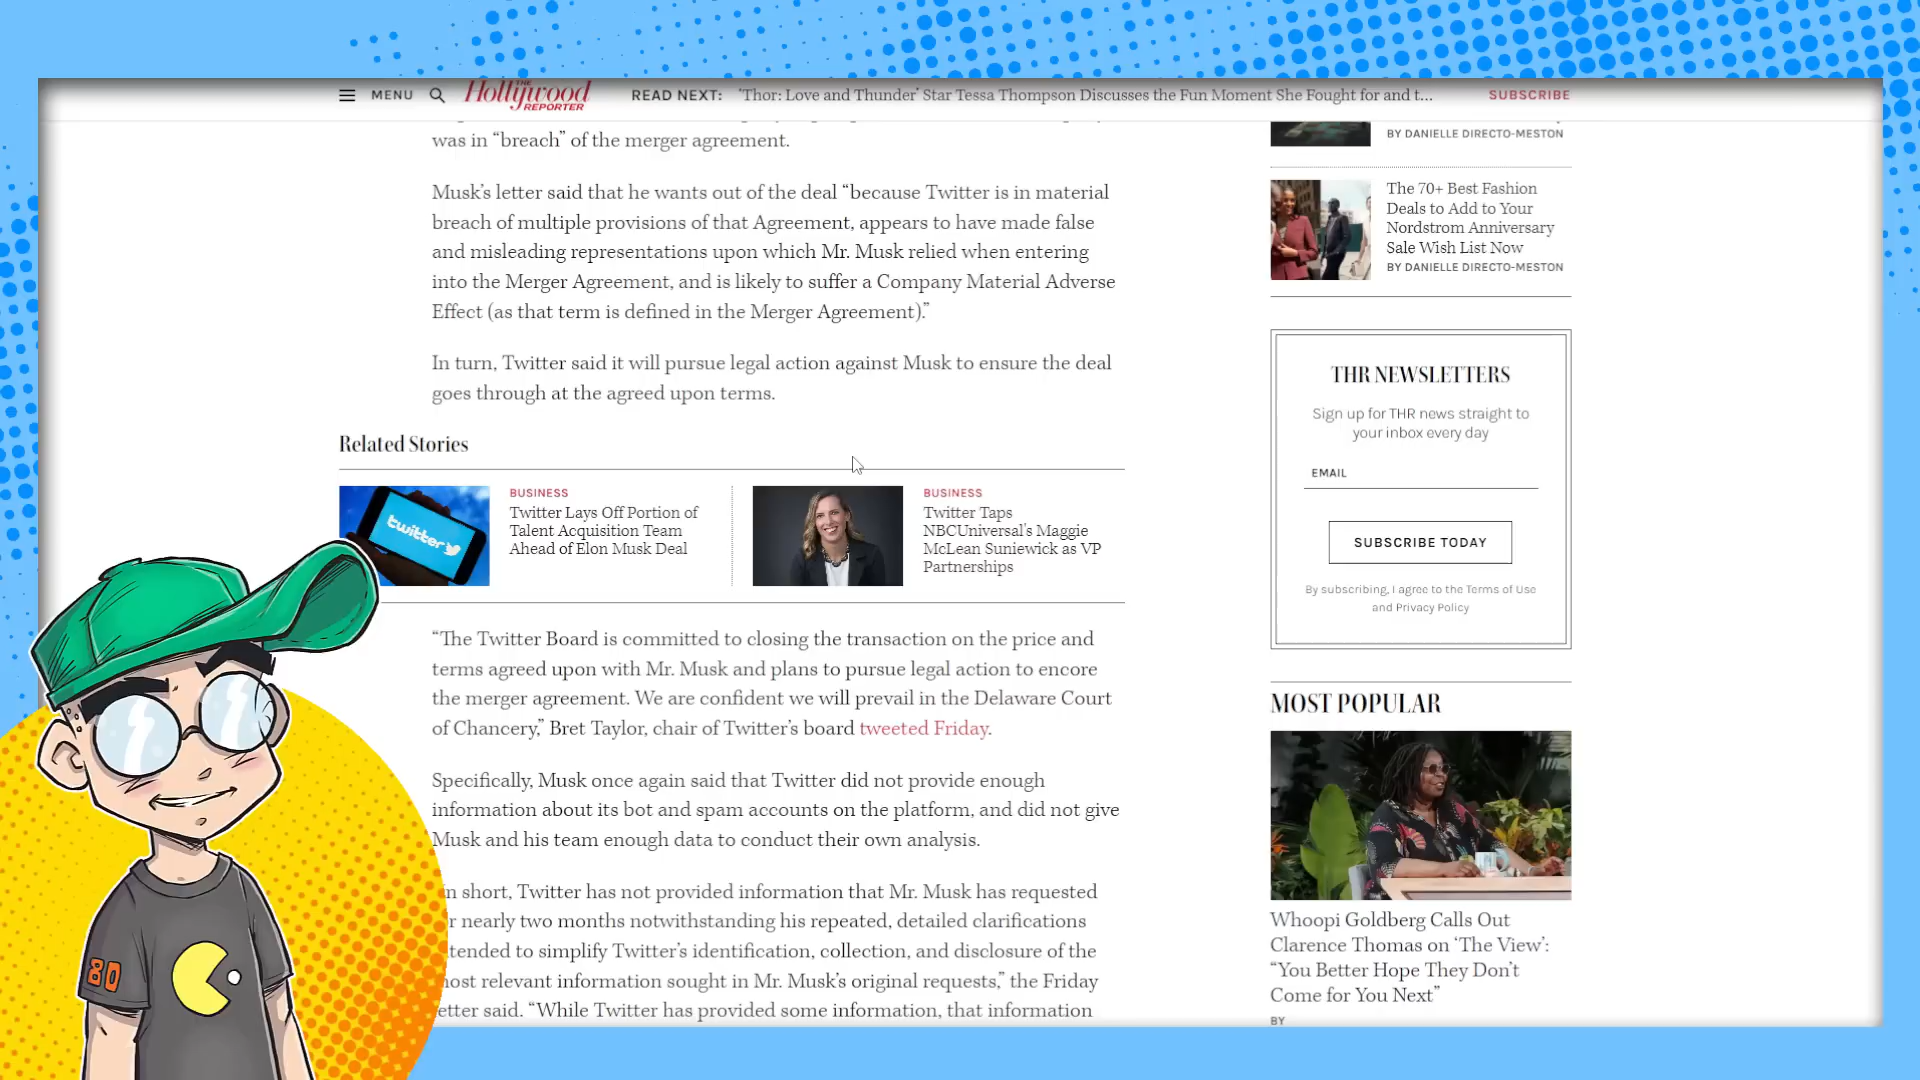 MENU
THE
Hollywood
REPORTER
READ NEXT: 'Thor: Love and Thunder' Star Tessa Thompson Discusses the Fun Moment She Fought for and t...
SUBSCRIBE
was in “breach” of the merger agreement.
Musk’s letter said that he wants out of the deal “because Twitter is in material
breach of multiple provisions of that Agreement, appears to have made false
and misleading representations upon which Mr. Musk relied when entering
into the Merger Agreement, and is likely to suffer a Company Material Adverse
Effect (as that term is defined in the Merger Agreement).”
In turn, Twitter said it will pursue legal action against Musk to ensure the deal
goes through at the agreed upon terms.
Related Stories
twitter
BUSINESS
Twitter Lays Off Portion of
Talent Acquisition Team
Ahead of Elon Musk Deal
BUSINESS
Twitter Taps
NBCUniversal's Maggie
McLean Suniewick as VP
Partnerships
“The Twitter Board is committed to closing the transaction on the price and
terms agreed upon with Mr. Musk and plans to pursue legal action to encore
the merger agreement. We are confident we will prevail in the Delaware Court
of Chancery,” Bret Taylor, chair of Twitter’s board tweeted Friday.
Specifically, Musk once again said that Twitter did not provide enough
information about its bot and spam accounts on the platform, and did not give
Musk and his team enough data to conduct their own analysis.
n short, Twitter has not provided information that Mr. Musk has requested
r nearly two months notwithstanding his repeated, detailed clarifications
tended to simplify Twitter’s identification, collection, and disclosure of the
ost relevant information sought in Mr. Musk’s original requests,” the Friday
etter said. “While Twitter has provided some information, that information
BY DANIELLE DIRECTO-MESTON
The 70+ Best Fashion
Deals to Add to Your
Nordstrom Anniversary
Sale Wish List Now
BY DANIELLE DIRECTO-MESTON
THR NEWSLETTERS
Sign up for THR news straight to
your inbox every day
EMAIL
SUBSCRIBE TODAY
By subscribing, I agree to the Terms of Use
and Privacy Policy
MOST POPULAR
Whoopi Goldberg Calls Out
Clarence Thomas on ‘The View’:
“You Better Hope They Don’t
Come for You Next”
BY
80